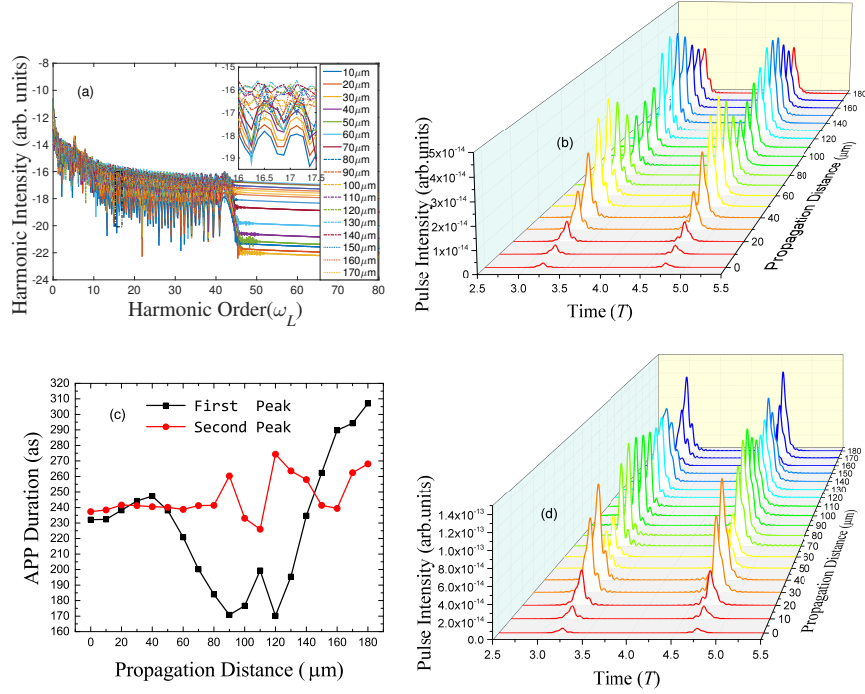 (a)
Harmonic Intensity (arb. units)
-8
-10
-12
-14
-16
-18
-20
-22
-24
0 10 20 30 40 50 60 70 80
Harmonic Order(ω_L)
-15
-16
-17
-18
-19
16 16.5 17 17.5
10μm
20μm
30μm
40μm
50μm
60μm
70μm
80μm
90μm
100μm
110μm
120μm
130μm
140μm
150μm
160μm
170μm
(b)
Pulse Intensity (arb.units)
5x10⁻¹⁴
4x10⁻¹⁴
3x10⁻¹⁴
2x10⁻¹⁴
1x10⁻¹⁴
0
2.5 3.0 3.5 4.0 4.5 5.0 5.5
Time (T)
0
20
40
60
80
100
120
140
160
180
Propagation Distance (μm)
(c)
First Peak
Second Peak
APP Duration (as)
320
310
300
290
280
270
260
250
240
230
220
210
200
190
180
170
160
0 20 40 60 80 100 120 140 160 180
Propagation Distance (μm)
(d)
Pulse Intensity (arb.units)
1.4x10⁻¹³
1.2x10⁻¹³
1.0x10⁻¹³
8.0x10⁻¹⁴
6.0x10⁻¹⁴
4.0x10⁻¹⁴
2.0x10⁻¹⁴
0.0
2.5 3.0 3.5 4.0 4.5 5.0 5.5
Time (T)
0
10
20
30
50
70
80
90
100
110
120
130
150
160
170
180
Propagation Distance (μm)